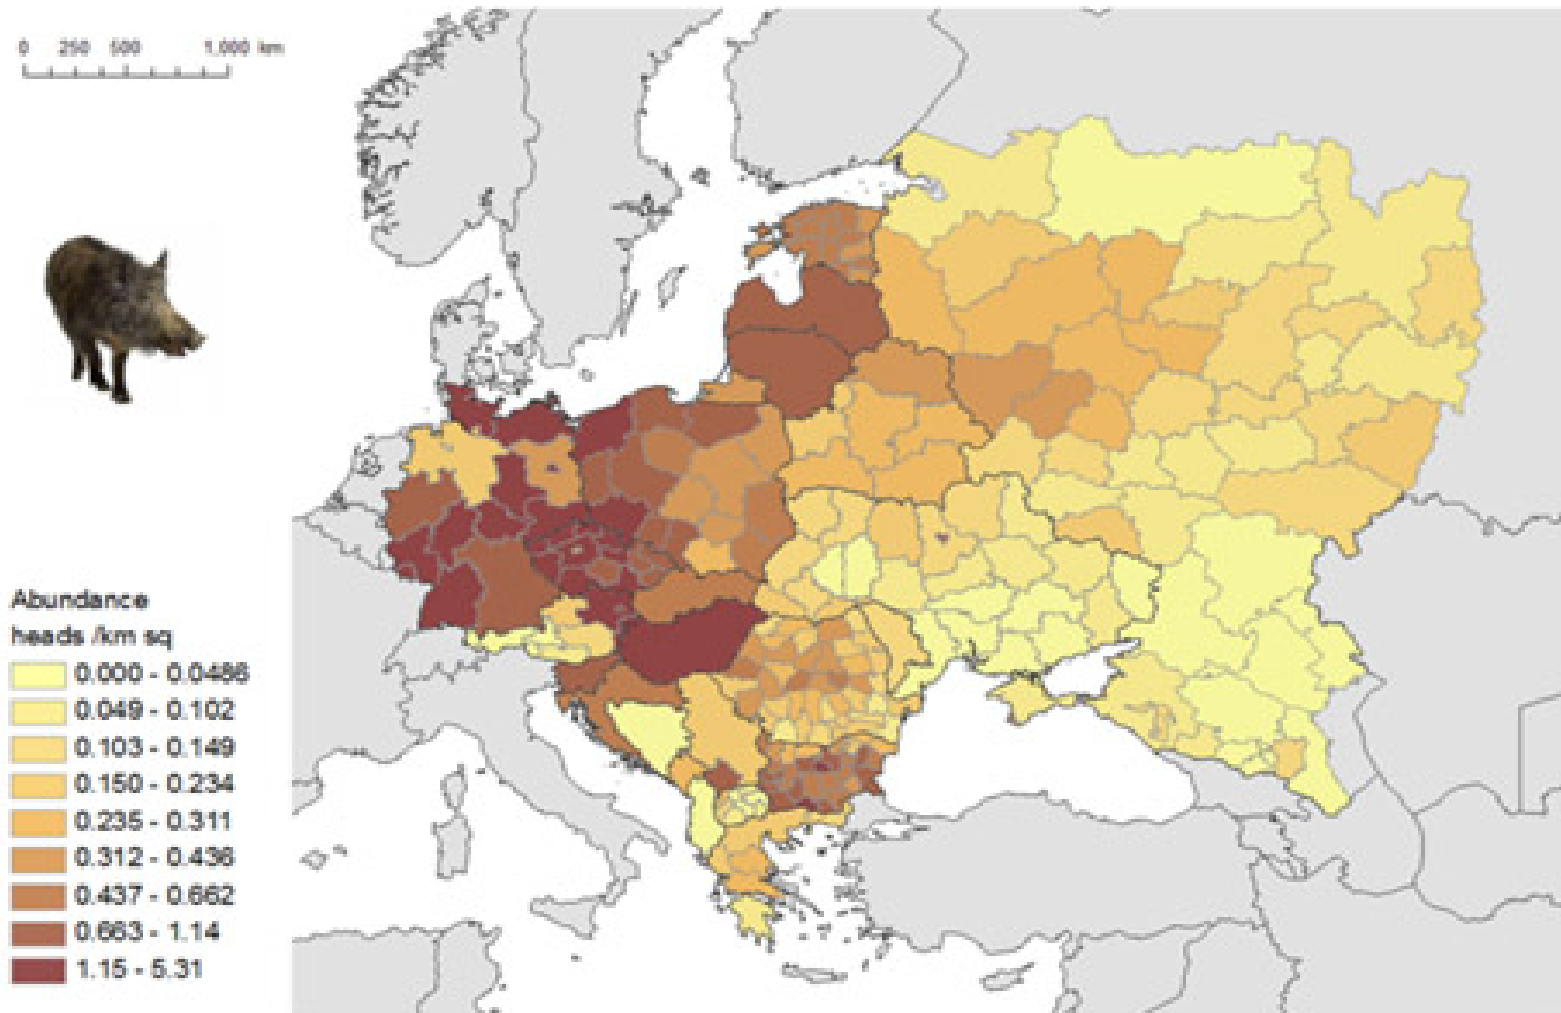 0 250 500 1,000 km
Abundance
heads /km sq
0.000 - 0.0486
0.049 - 0.102
0.103 - 0.149
0.150 - 0.234
0.235 - 0.311
0.312 - 0.436
0.437 - 0.662
0.663 - 1.14
1.15 - 5.31